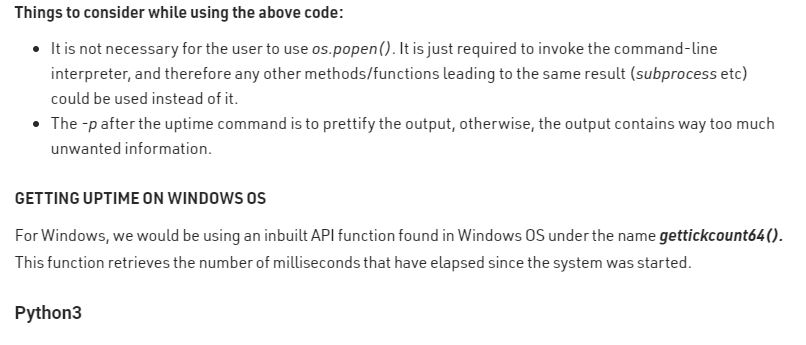 Things to consider while using the above code:
It is not necessary for the user to use os.popen(). It is just required to invoke the command-line
interpreter, and therefore any other methods/functions leading to the same result (subprocess etc)
could be used instead of it.
The -p after the uptime command is to prettify the output, otherwise, the output contains way too much
unwanted information.
GETTING UPTIME ON WINDOWS OS
For Windows, we would be using an inbuilt API function found in Windows OS under the name gettickcount64().
This function retrieves the number of milliseconds that have elapsed since the system was started.
Python3